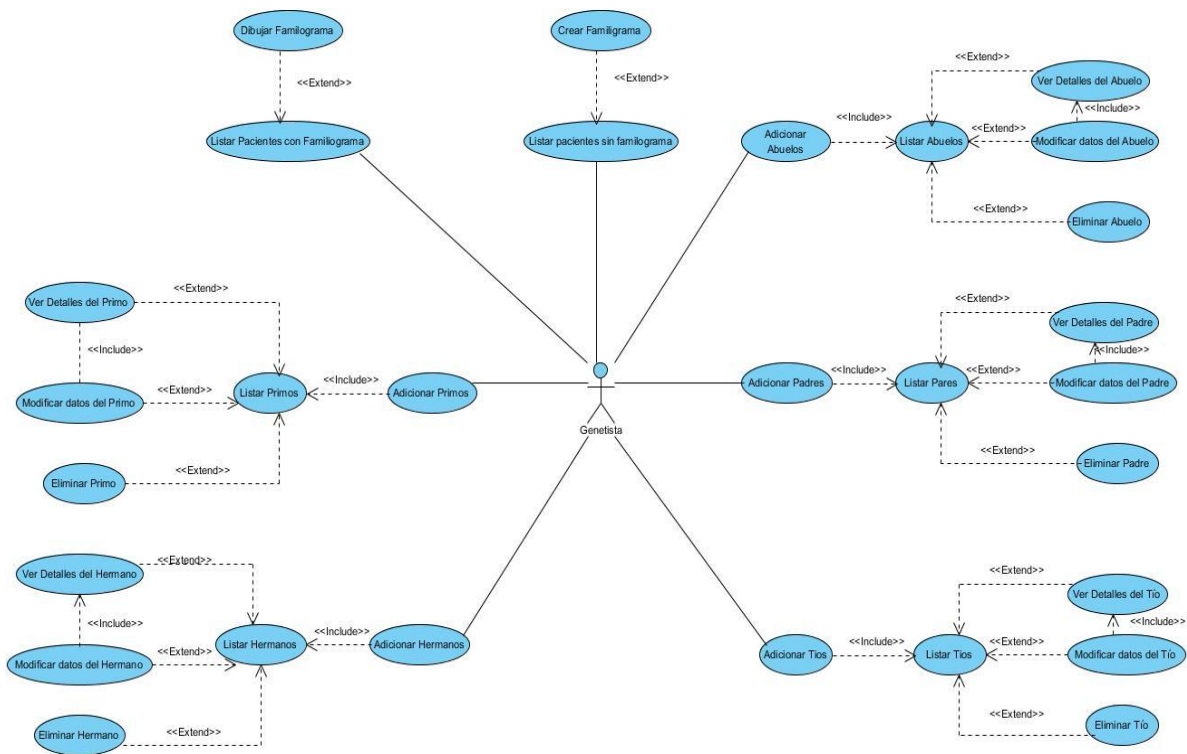 Dibujar Familograma
Crear Familigrama
<<Extend>>
<<Extend>>
Listar Pacientes con Familiograma
Listar pacientes sin familograma
Adicionar
Abuelos
<<Include>>
Listar Abuelos
<<Extend>>
Ver Detalles del Abuelo
<<Include>>
<<Extend>>
Modificar datos del Abuelo
<<Extend>>
Eliminar Abuelo
Ver Detalles del Primo
<<Extend>>
<<Include>>
Modificar datos del Primo
<<Extend>>
Listar Primos
<<Include>>
Adicionar Primos
<<Extend>>
Eliminar Primo
Genetista
Adicionar Padres
<<Include>>
Listar Pares
<<Extend>>
Ver Detalles del Padre
<<Include>>
<<Extend>>
Modificar datos del Padre
<<Extend>>
Eliminar Padre
Ver Detalles del Hermano
<<Extend>>
<<Include>>
Modificar datos del Hermano
<<Extend>>
Listar Hermanos
<<Include>>
Adicionar Hermanos
<<Extend>>
Eliminar Hermano
Adicionar Tios
<<Include>>
Listar Tios
<<Extend>>
Ver Detalles del Tío
<<Include>>
<<Extend>>
Modificar datos del Tío
<<Extend>>
Eliminar Tío